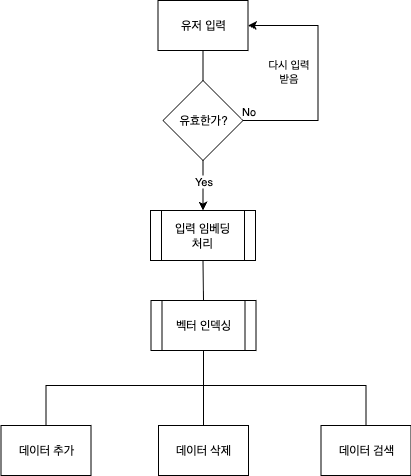 유저 입력
다시 입력
받음
유효한가?
No
Yes
입력 임베딩
처리
벡터 인덱싱
데이터 추가
데이터 삭제
데이터 검색